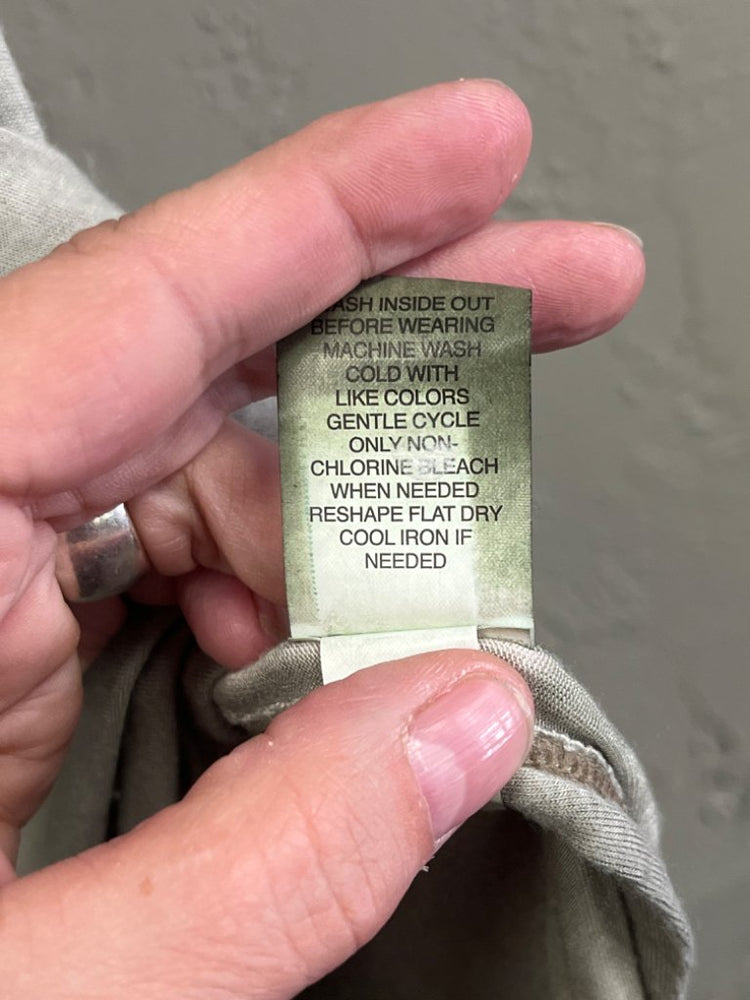 WASH INSIDE OUT
BEFORE WEARING
MACHINE WASH
COLD WITH
LIKE COLORS
GENTLE CYCLE
ONLY NON-
CHLORINE BLEACH
WHEN NEEDED
RESHAPE FLAT DRY
COOL IRON IF
NEEDED